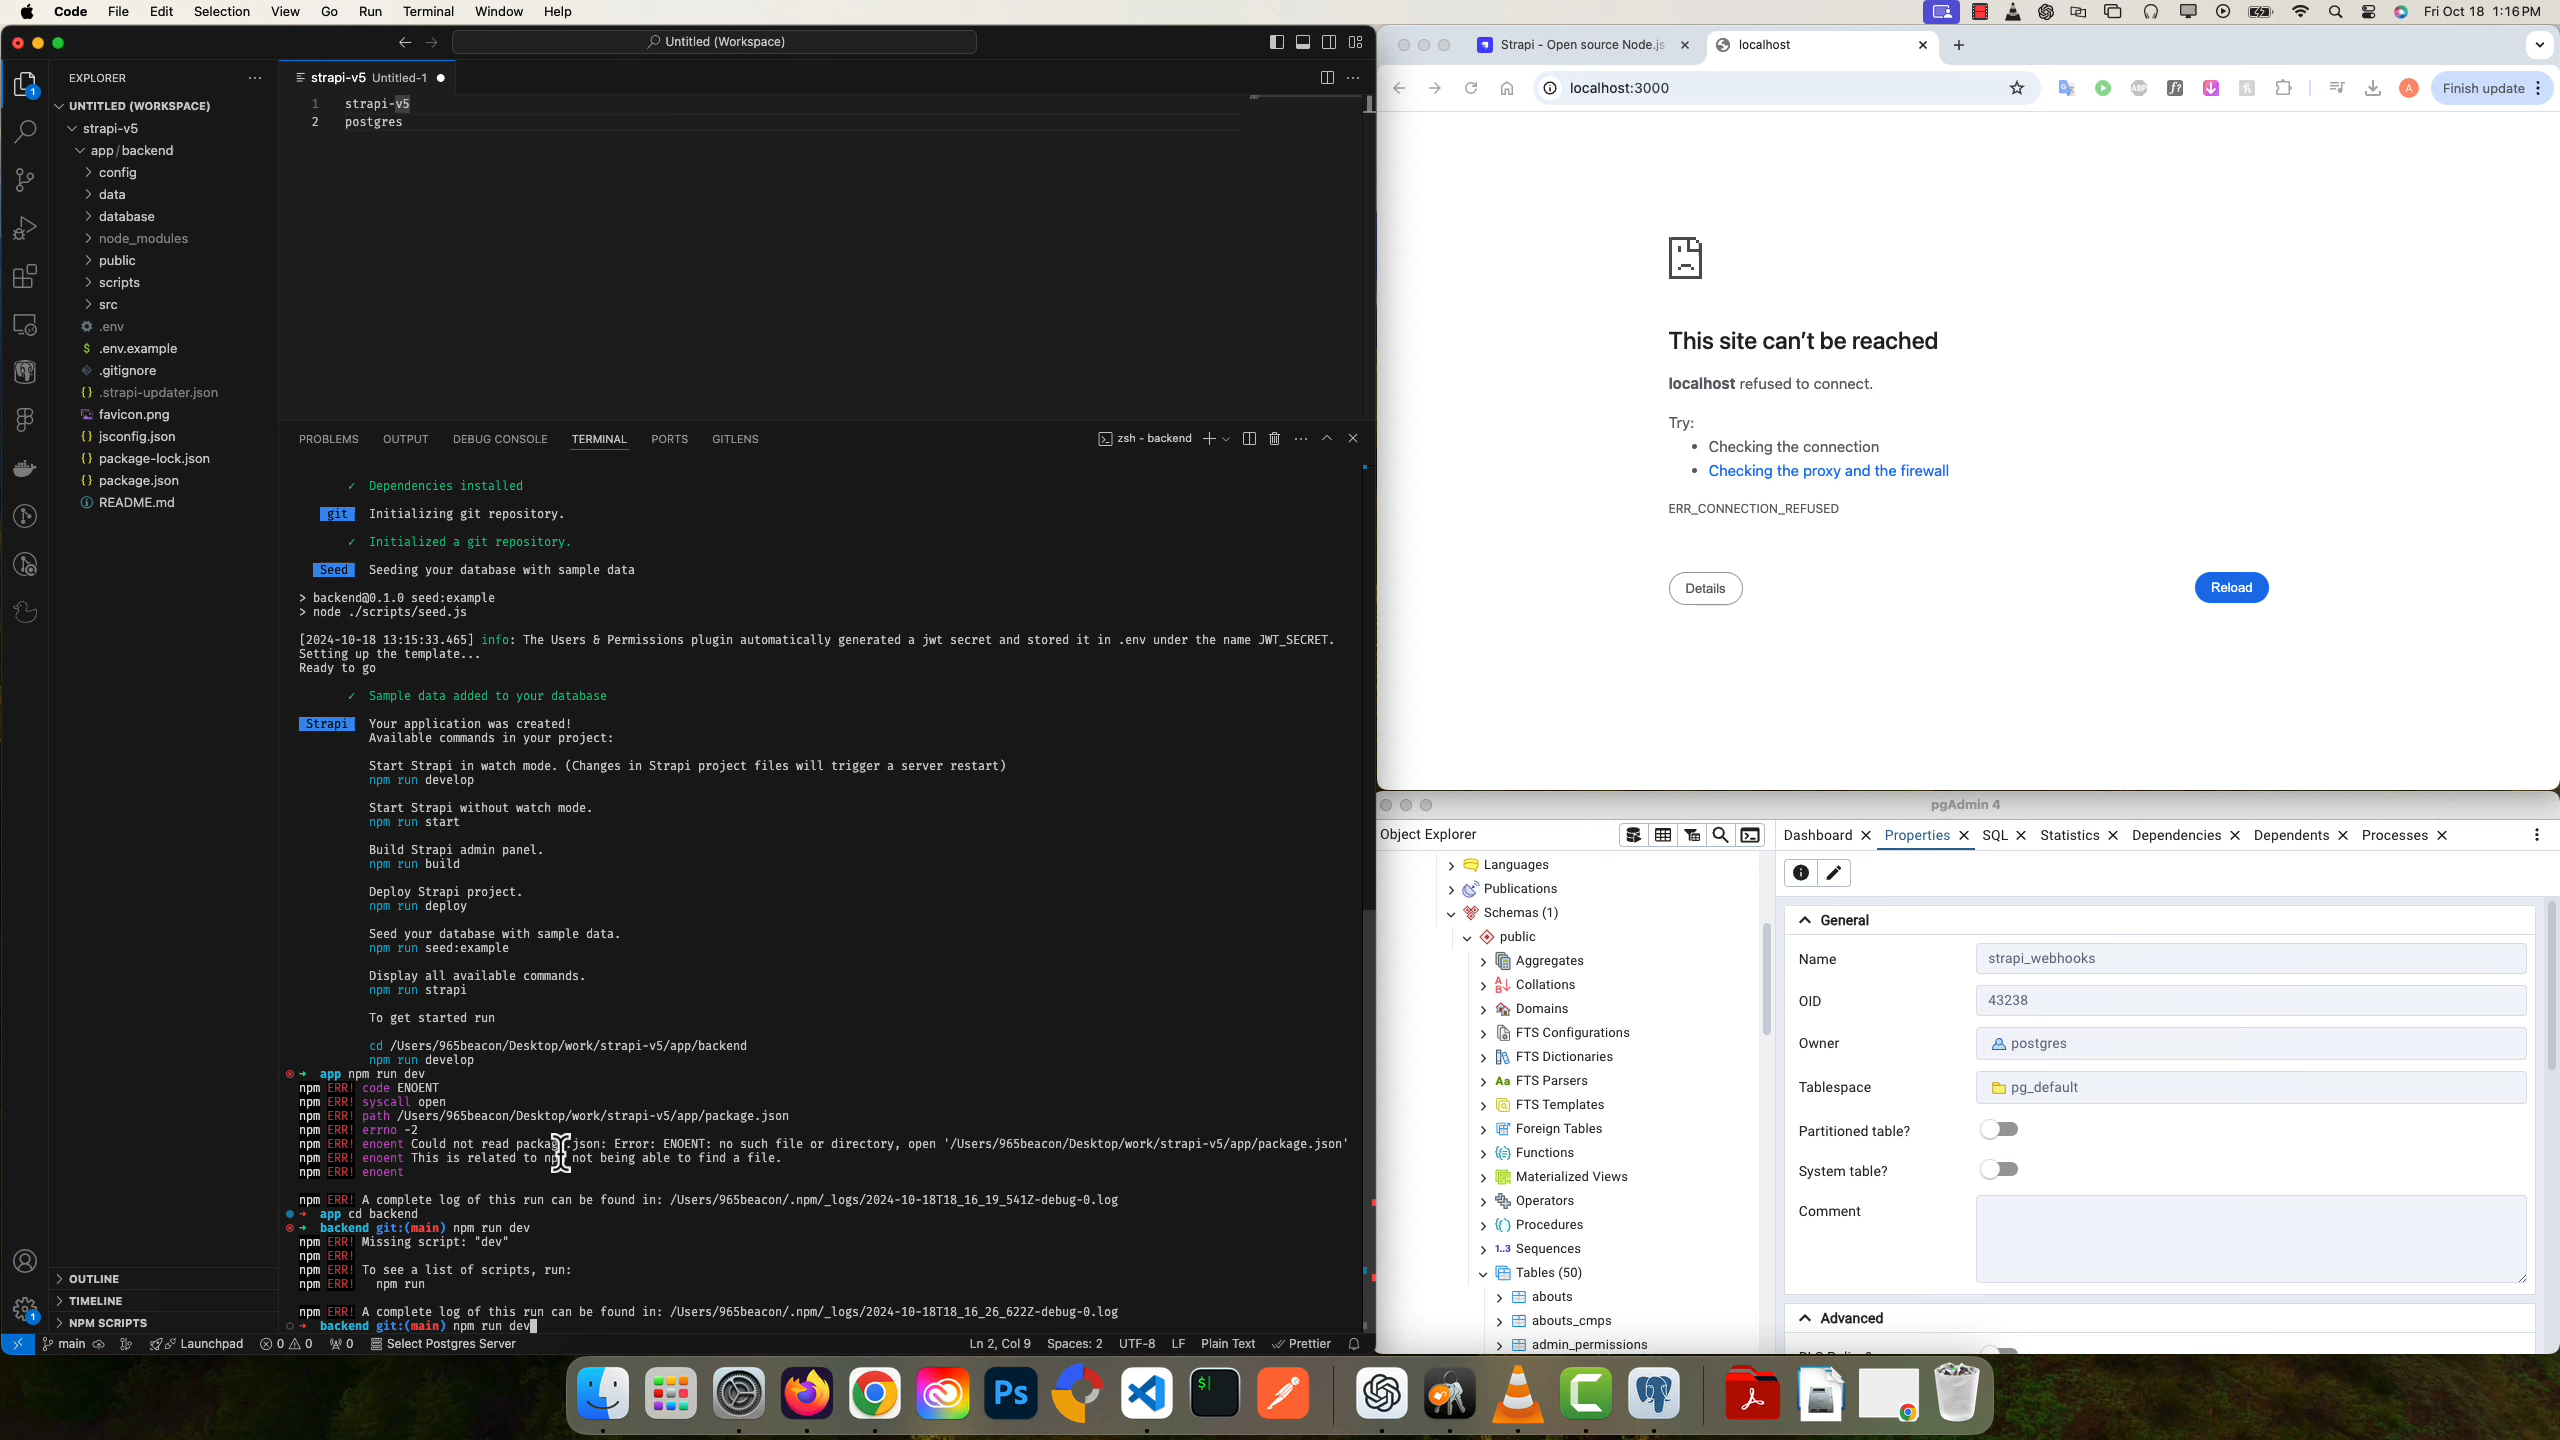 Code File Edit Selection View Go Run Terminal Window Help
Fri Oct 18 1:16 PM
Untitled (Workspace)
EXPLORER
UNTITLED (WORKSPACE)
strapi-v5
app/backend
config
data
database
node_modules
public
scripts
src
.env
.env.example
.gitignore
.strapi-updater.json
favicon.png
jsconfig.json
package-lock.json
package.json
README.md
OUTLINE
TIMELINE
NPM SCRIPTS
strapi-v5 Untitled-1
1 strapi-v5
2 postgres
PROBLEMS OUTPUT DEBUG CONSOLE TERMINAL PORTS GITLENS
zsh - backend
✓ Dependencies installed
git Initializing git repository.
✓ Initialized a git repository.
Seed Seeding your database with sample data
> backend@0.1.0 seed:example
> node ./scripts/seed.js
[2024-10-18 13:15:33.465] info: The Users & Permissions plugin automatically generated a jwt secret and stored it in .env under the name JWT_SECRET.
Setting up the template...
Ready to go
✓ Sample data added to your database
Strapi Your application was created!
Available commands in your project:
Start Strapi in watch mode. (Changes in Strapi project files will trigger a server restart)
npm run develop
Start Strapi without watch mode.
npm run start
Build Strapi admin panel.
npm run build
Deploy Strapi project.
npm run deploy
Seed your database with sample data.
npm run seed:example
Display all available commands.
npm run strapi
To get started run
cd /Users/965beacon/Desktop/work/strapi-v5/app/backend
npm run develop
➜ app npm run dev
npm ERR! code ENOENT
npm ERR! syscall open
npm ERR! path /Users/965beacon/Desktop/work/strapi-v5/app/package.json
npm ERR! errno -2
npm ERR! enoent Could not read package.json: Error: ENOENT: no such file or directory, open '/Users/965beacon/Desktop/work/strapi-v5/app/package.json'
npm ERR! enoent This is related to npm not being able to find a file.
npm ERR! enoent
npm ERR! A complete log of this run can be found in: /Users/965beacon/.npm/_logs/2024-10-18T18_16_19_541Z-debug-0.log
➜ app cd backend
➜ backend git:(main) npm run dev
npm ERR! Missing script: "dev"
npm ERR!
npm ERR! To see a list of scripts, run:
npm ERR! npm run
npm ERR! A complete log of this run can be found in: /Users/965beacon/.npm/_logs/2024-10-18T18_16_26_622Z-debug-0.log
➜ backend git:(main) npm run dev
main Launchpad 0 0 0 Select Postgres Server Ln 2, Col 9 Spaces: 2 UTF-8 LF Plain Text Prettier
Strapi - Open source Node.js localhost
localhost:3000
ABP f? A Finish update
This site can’t be reached
localhost refused to connect.
Try:
• Checking the connection
• Checking the proxy and the firewall
ERR_CONNECTION_REFUSED
Details Reload
pgAdmin 4
Object Explorer
Dashboard Properties SQL Statistics Dependencies Dependents Processes
Languages
Publications
Schemas (1)
public
Aggregates
Collations
Domains
FTS Configurations
FTS Dictionaries
Aa FTS Parsers
FTS Templates
Foreign Tables
Functions
Materialized Views
Operators
Procedures
1..3 Sequences
Tables (50)
abouts
abouts_cmps
admin_permissions
General
Name strapi_webhooks
OID 43238
Owner postgres
Tablespace pg_default
Partitioned table?
System table?
Comment
Advanced
Ps
$